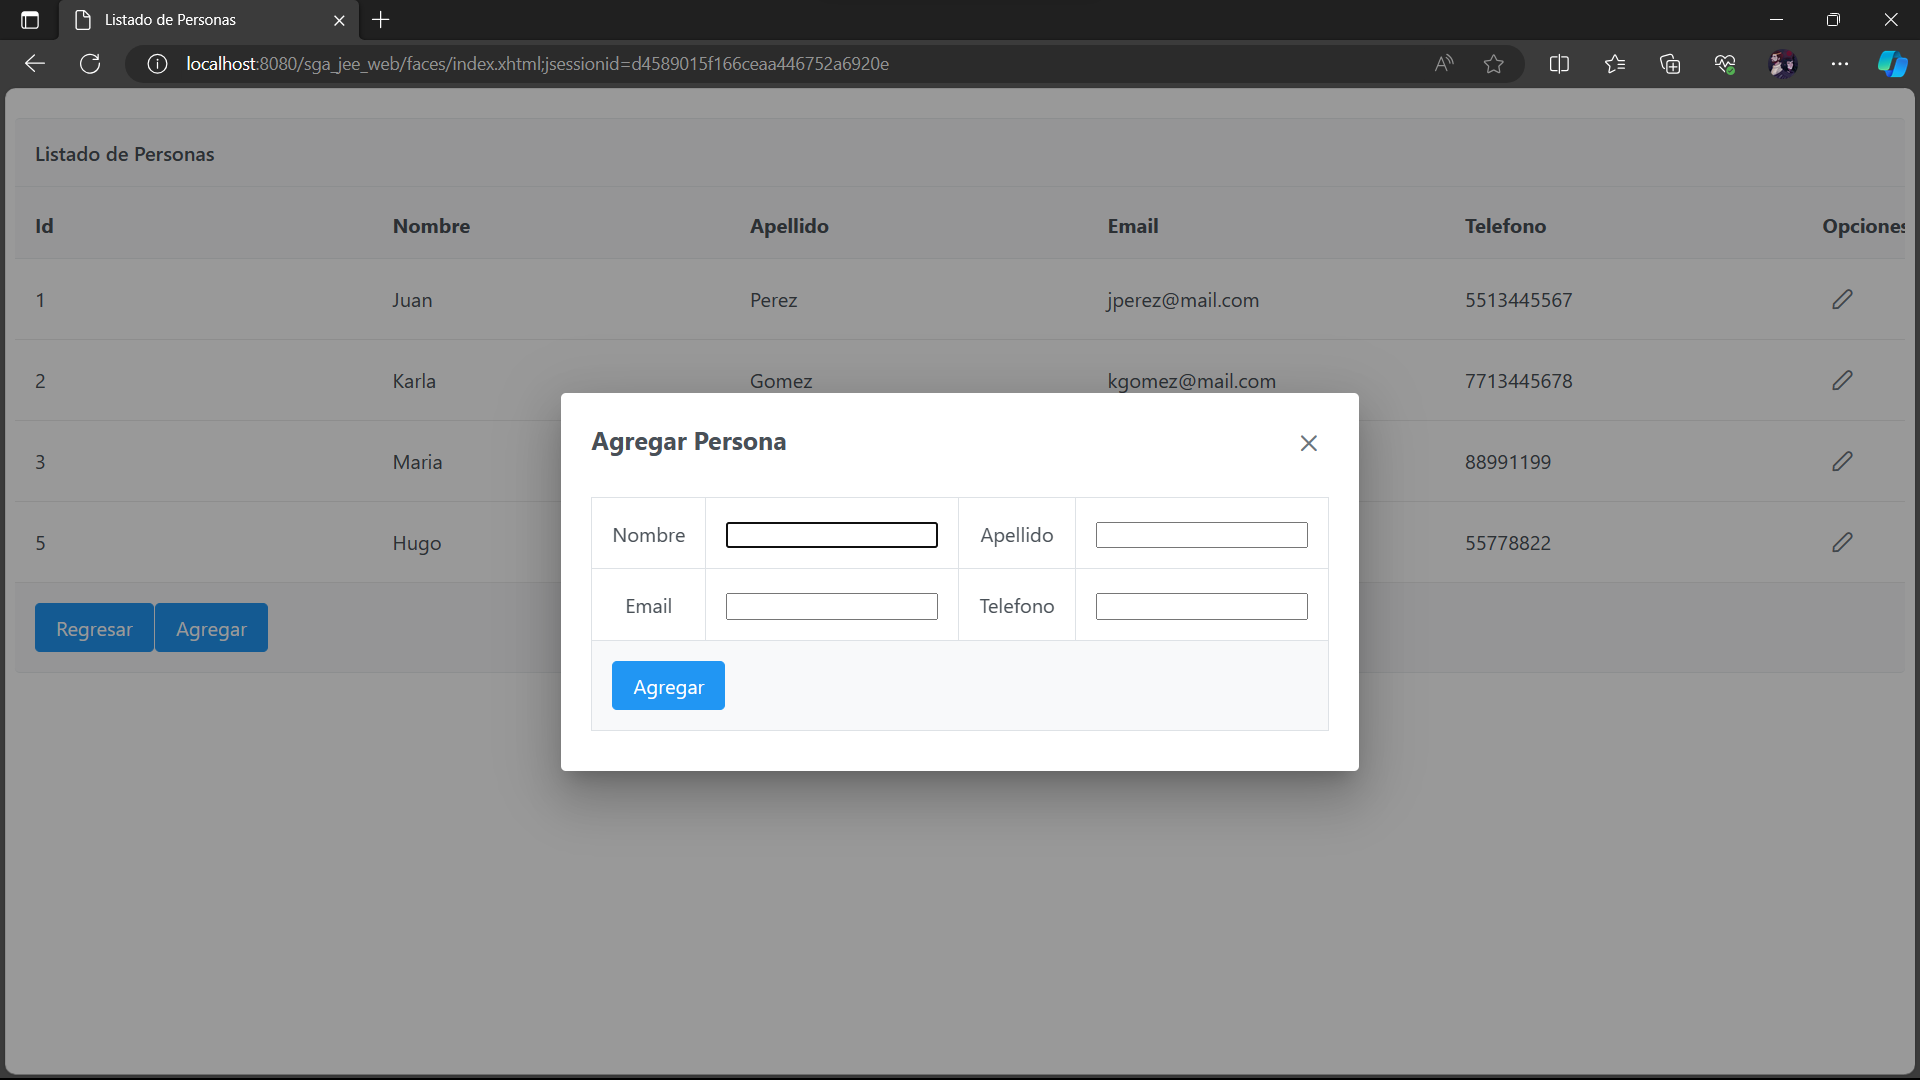 Listado de Personas
localhost:8080/sga_jee_web/faces/index.xhtml;jsessionid=d4589015f166ceaa446752a6920e
Listado de Personas
Id Nombre Apellido Email Telefono Opciones
1 Juan Perez jperez@mail.com 5513445567
2 Karla Gomez kgomez@mail.com 7713445678
3 Maria 88991199
5 Hugo 55778822
Regresar Agregar
Agregar Persona
Nombre Apellido
Email Telefono
Agregar